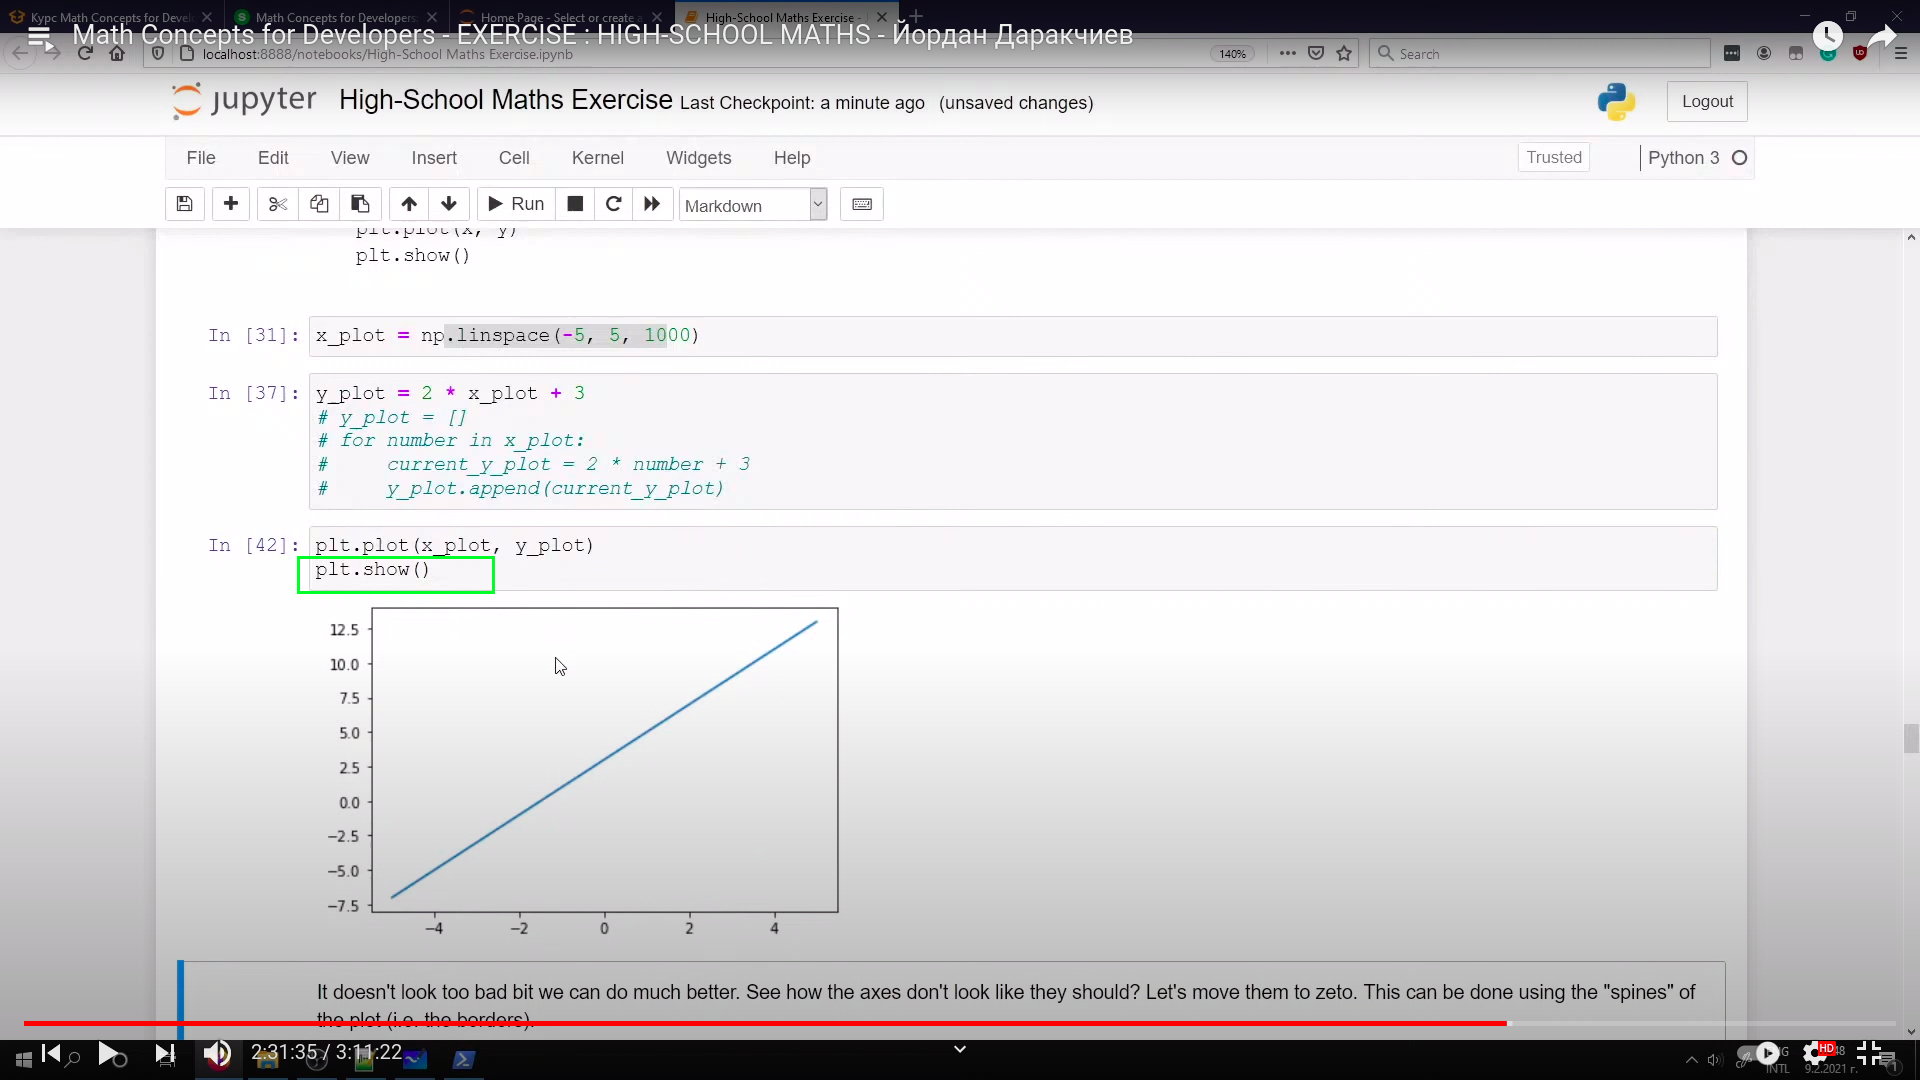 Курс Math Concepts for Devel
Math Concepts for Developers
Home Page - Select or create a
High-School Maths Exercise -
Math Concepts for Developers - EXERCISE : HIGH-SCHOOL MATHS - Йордан Даракчиев
localhost:8888/notebooks/High-School Maths Exercise.ipynb
140%
Search
jupyter High-School Maths Exercise Last Checkpoint: a minute ago (unsaved changes)
Logout
File Edit View Insert Cell Kernel Widgets Help
Trusted
Python 3
Run
Markdown
plt.plot(x, y)
plt.show()
In [31]: x_plot = np.linspace(-5, 5, 1000)
In [37]: y_plot = 2 * x_plot + 3
# y_plot = []
# for number in x_plot:
#     current_y_plot = 2 * number + 3
#     y_plot.append(current_y_plot)
In [42]: plt.plot(x_plot, y_plot)
plt.show()
12.5
10.0
7.5
5.0
2.5
0.0
−2.5
−5.0
−7.5
−4 −2 0 2 4
It doesn't look too bad bit we can do much better. See how the axes don't look like they should? Let's move them to zeto. This can be done using the "spines" of
the plot (i.e. the borders).
2:31:35 / 3:11:22
HD
INTL
9.2.2021 г.